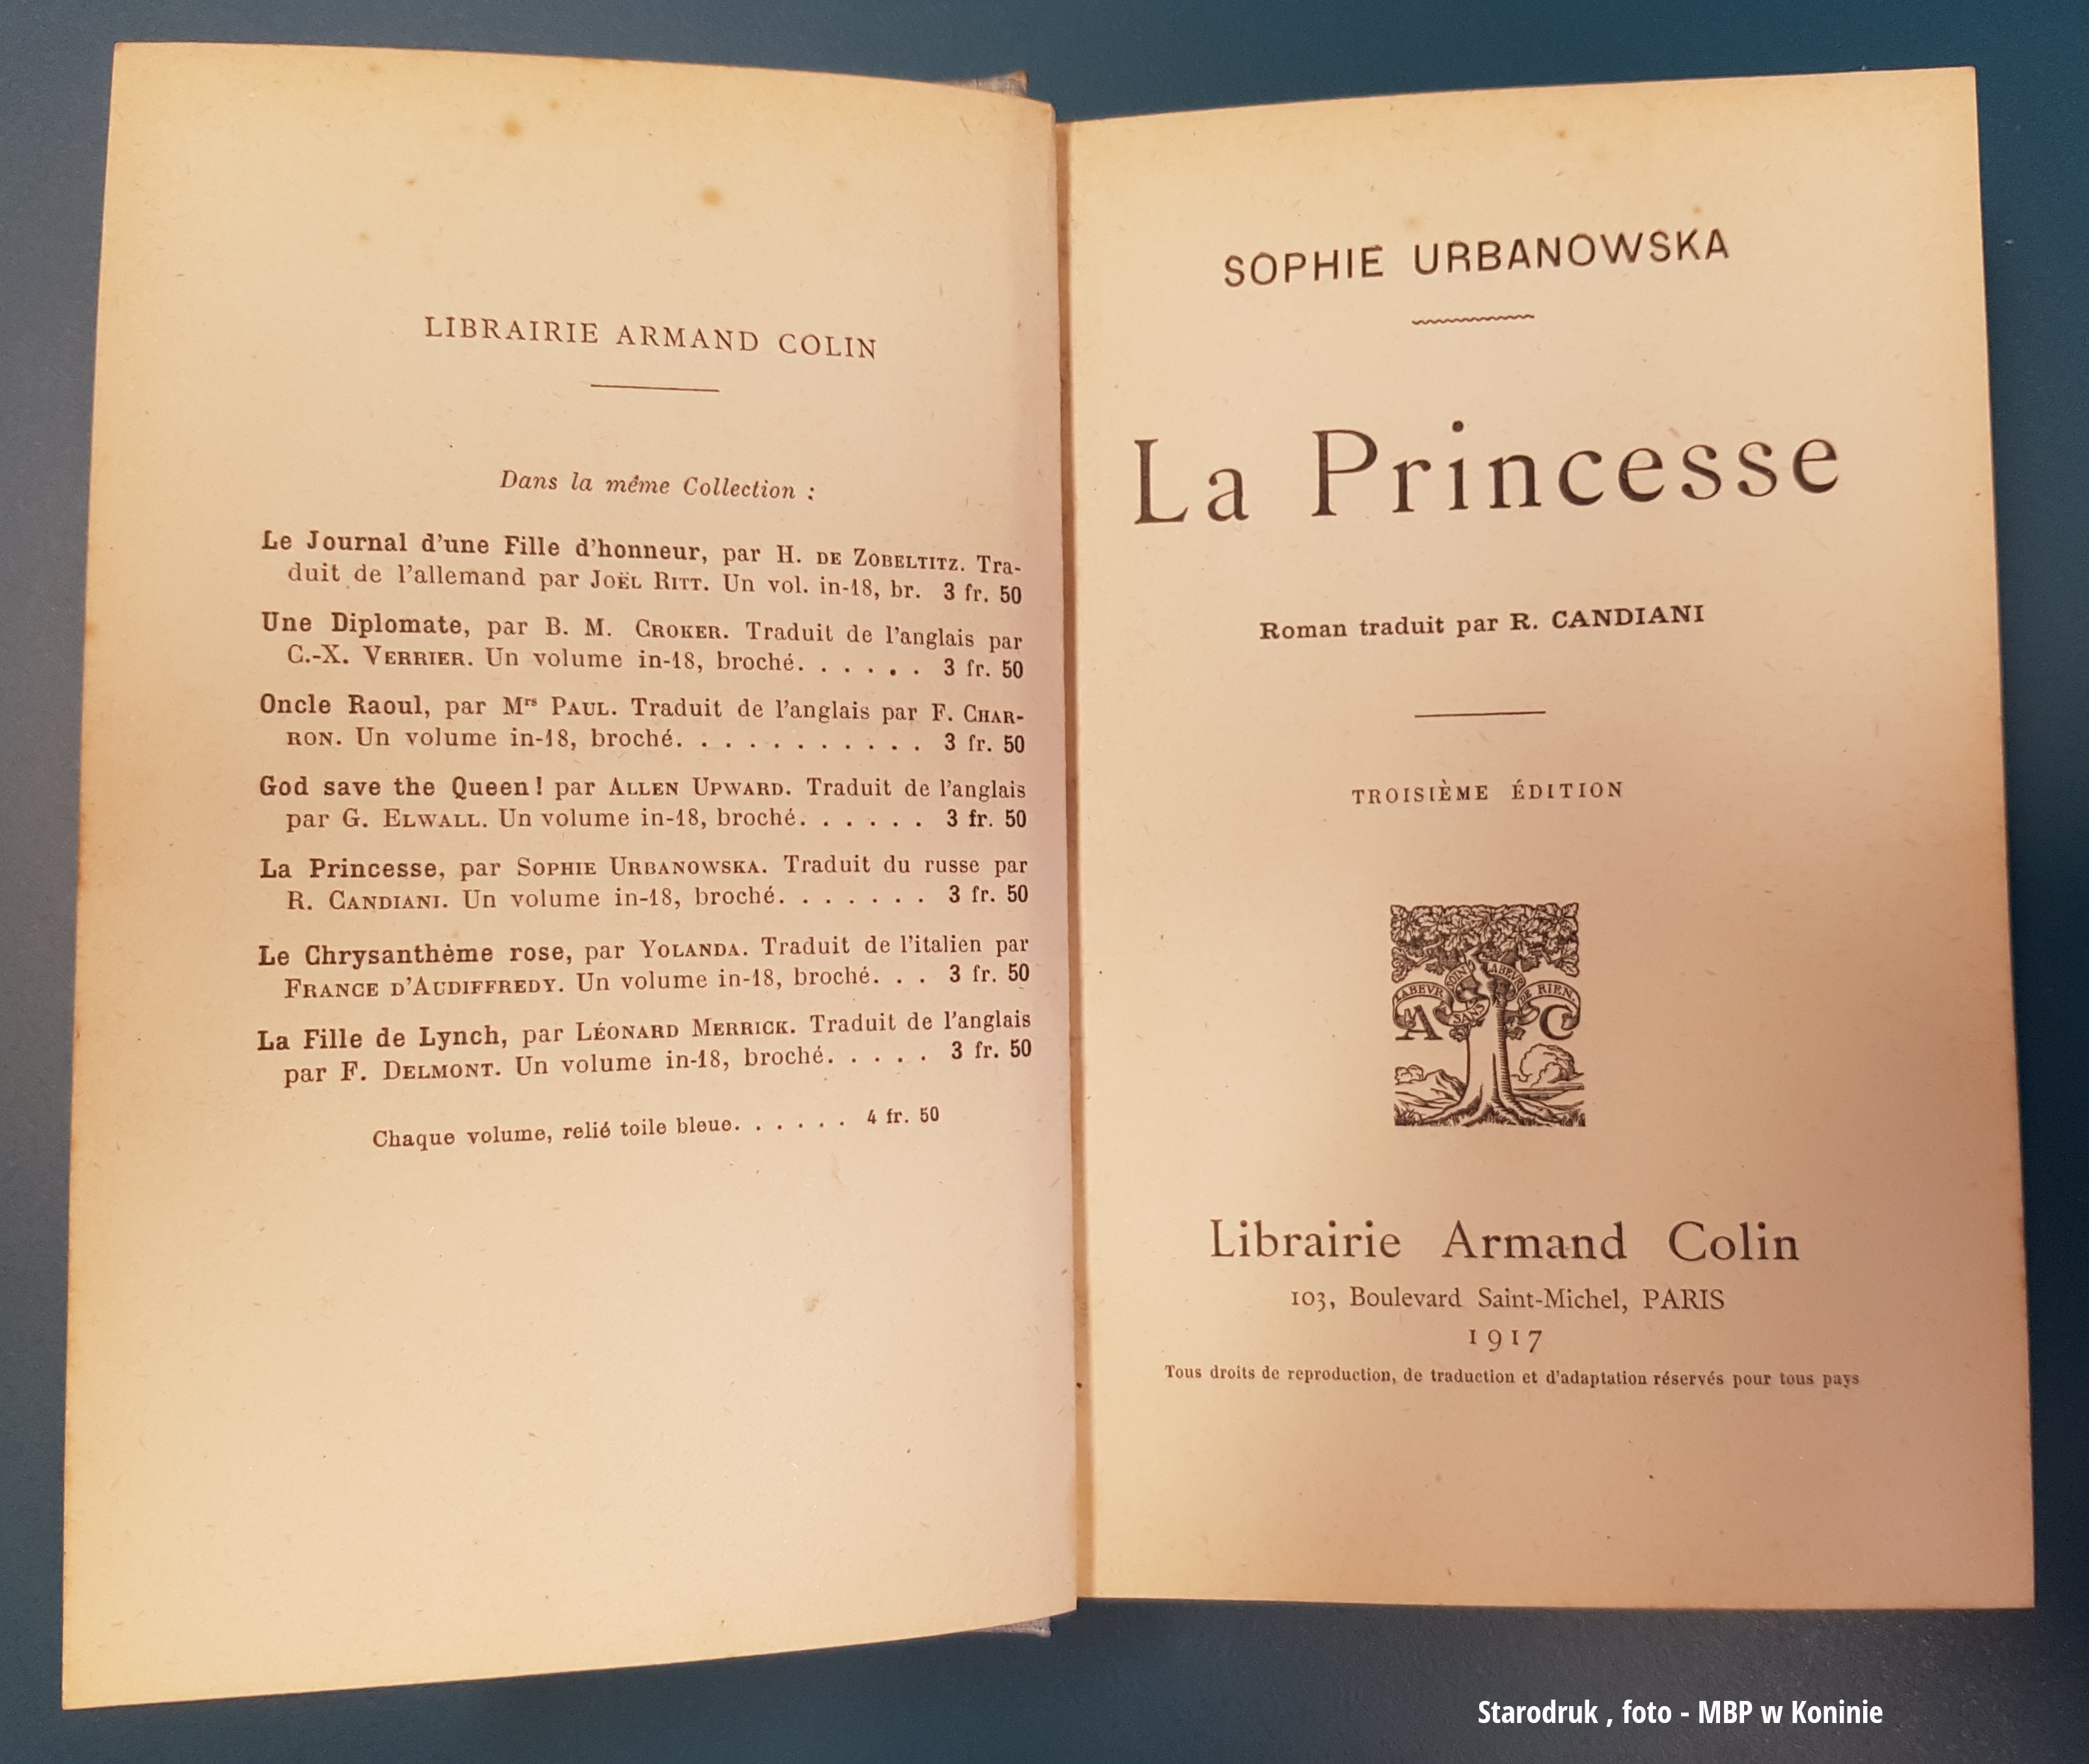 LIBRAIRIE ARMAND COLIN
Dans la même Collection :
Le Journal d'une Fille d'honneur, par H. DE ZOBELTITZ. Tra-
duit de l'allemand par JOËL RITT. Un vol. in-18, br. 3 fr. 50
Une Diplomate, par B. M. CROKER. Traduit de l'anglais par
C.-X. VERRIER. Un volume in-18, broché. . . . . . 3 fr. 50
Oncle Raoul, par Mrs PAUL. Traduit de l'anglais par F. CHAR-
RON. Un volume in-18, broché. . . . . . . . . . . 3 fr. 50
God save the Queen! par ALLEN UPWARD. Traduit de l'anglais
par G. ELWALL. Un volume in-18, broché. . . . . . 3 fr. 50
La Princesse, par SOPHIE URBANOWSKA. Traduit du russe par
R. CANDIANI. Un volume in-18, broché. . . . . . . 3 fr. 50
Le Chrysanthème rose, par YOLANDA. Traduit de l'italien par
FRANCE D'AUDIFFREDY. Un volume in-18, broché. . . 3 fr. 50
La Fille de Lynch, par LÉONARD MERRICK. Traduit de l'anglais
par F. DELMONT. Un volume in-18, broché. . . . . 3 fr. 50
Chaque volume, relié toile bleue. . . . . . 4 fr. 50
SOPHIE URBANOWSKA
La Princesse
Roman traduit par R. CANDIANI
TROISIÈME ÉDITION
LABEVR SANS SOIN LABEVR DE RIEN
A C
Librairie Armand Colin
103, Boulevard Saint-Michel, PARIS
1917
Tous droits de reproduction, de traduction et d'adaptation réservés pour tous pays
Starodruk , foto - MBP w Koninie